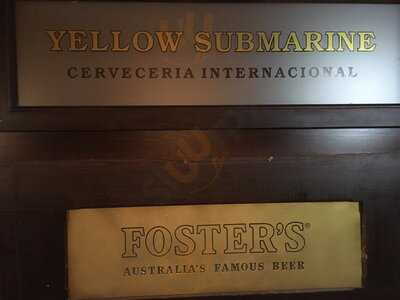 YELLOW SUBMARINE
CERVECERIA INTERNACIONAL
FOSTER'S®
AUSTRALIA'S FAMOUS BEER